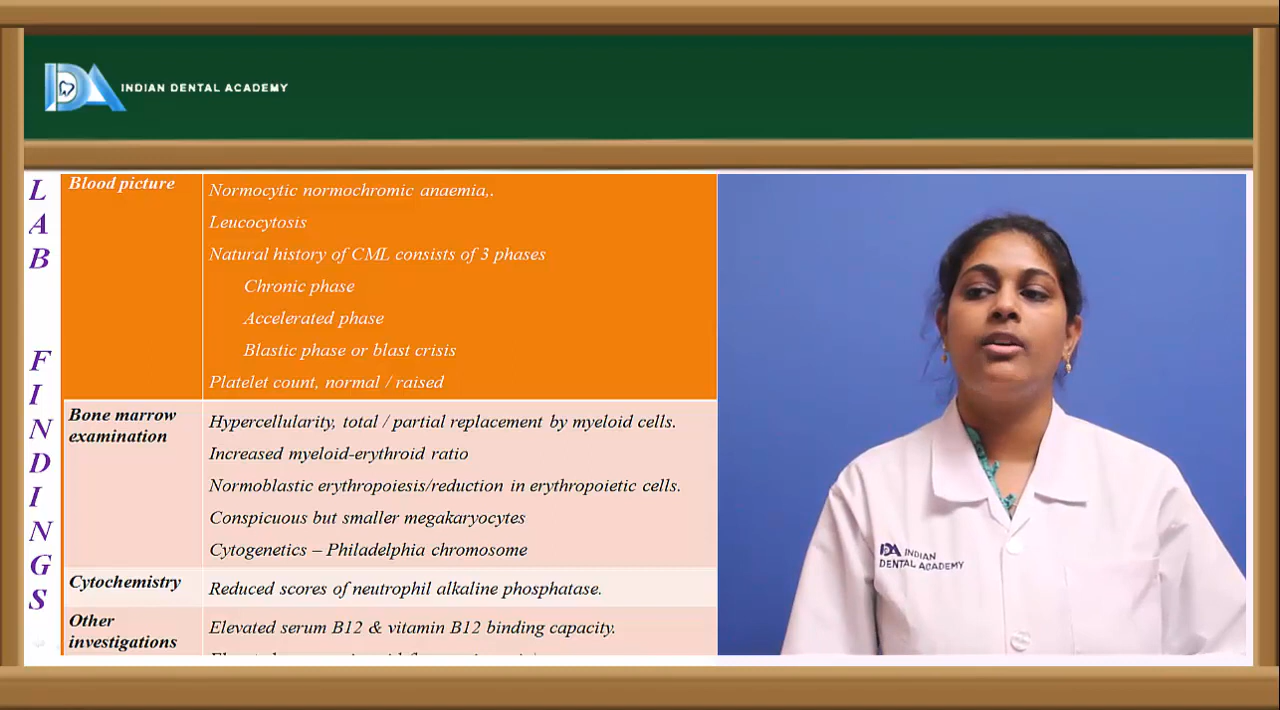 IDA INDIAN DENTAL ACADEMY
LAB FINDINGS
Blood picture
Normocytic normochromic anaemia,.
Leucocytosis
Natural history of CML consists of 3 phases
Chronic phase
Accelerated phase
Blastic phase or blast crisis
Platelet count, normal / raised
Bone marrow
examination
Hypercellularity, total / partial replacement by myeloid cells.
Increased myeloid-erythroid ratio
Normoblastic erythropoiesis/reduction in erythropoietic cells.
Conspicuous but smaller megakaryocytes
Cytogenetics – Philadelphia chromosome
Cytochemistry
Reduced scores of neutrophil alkaline phosphatase.
Other
investigations
Elevated serum B12 & vitamin B12 binding capacity.
IDA INDIAN
DENTAL ACADEMY